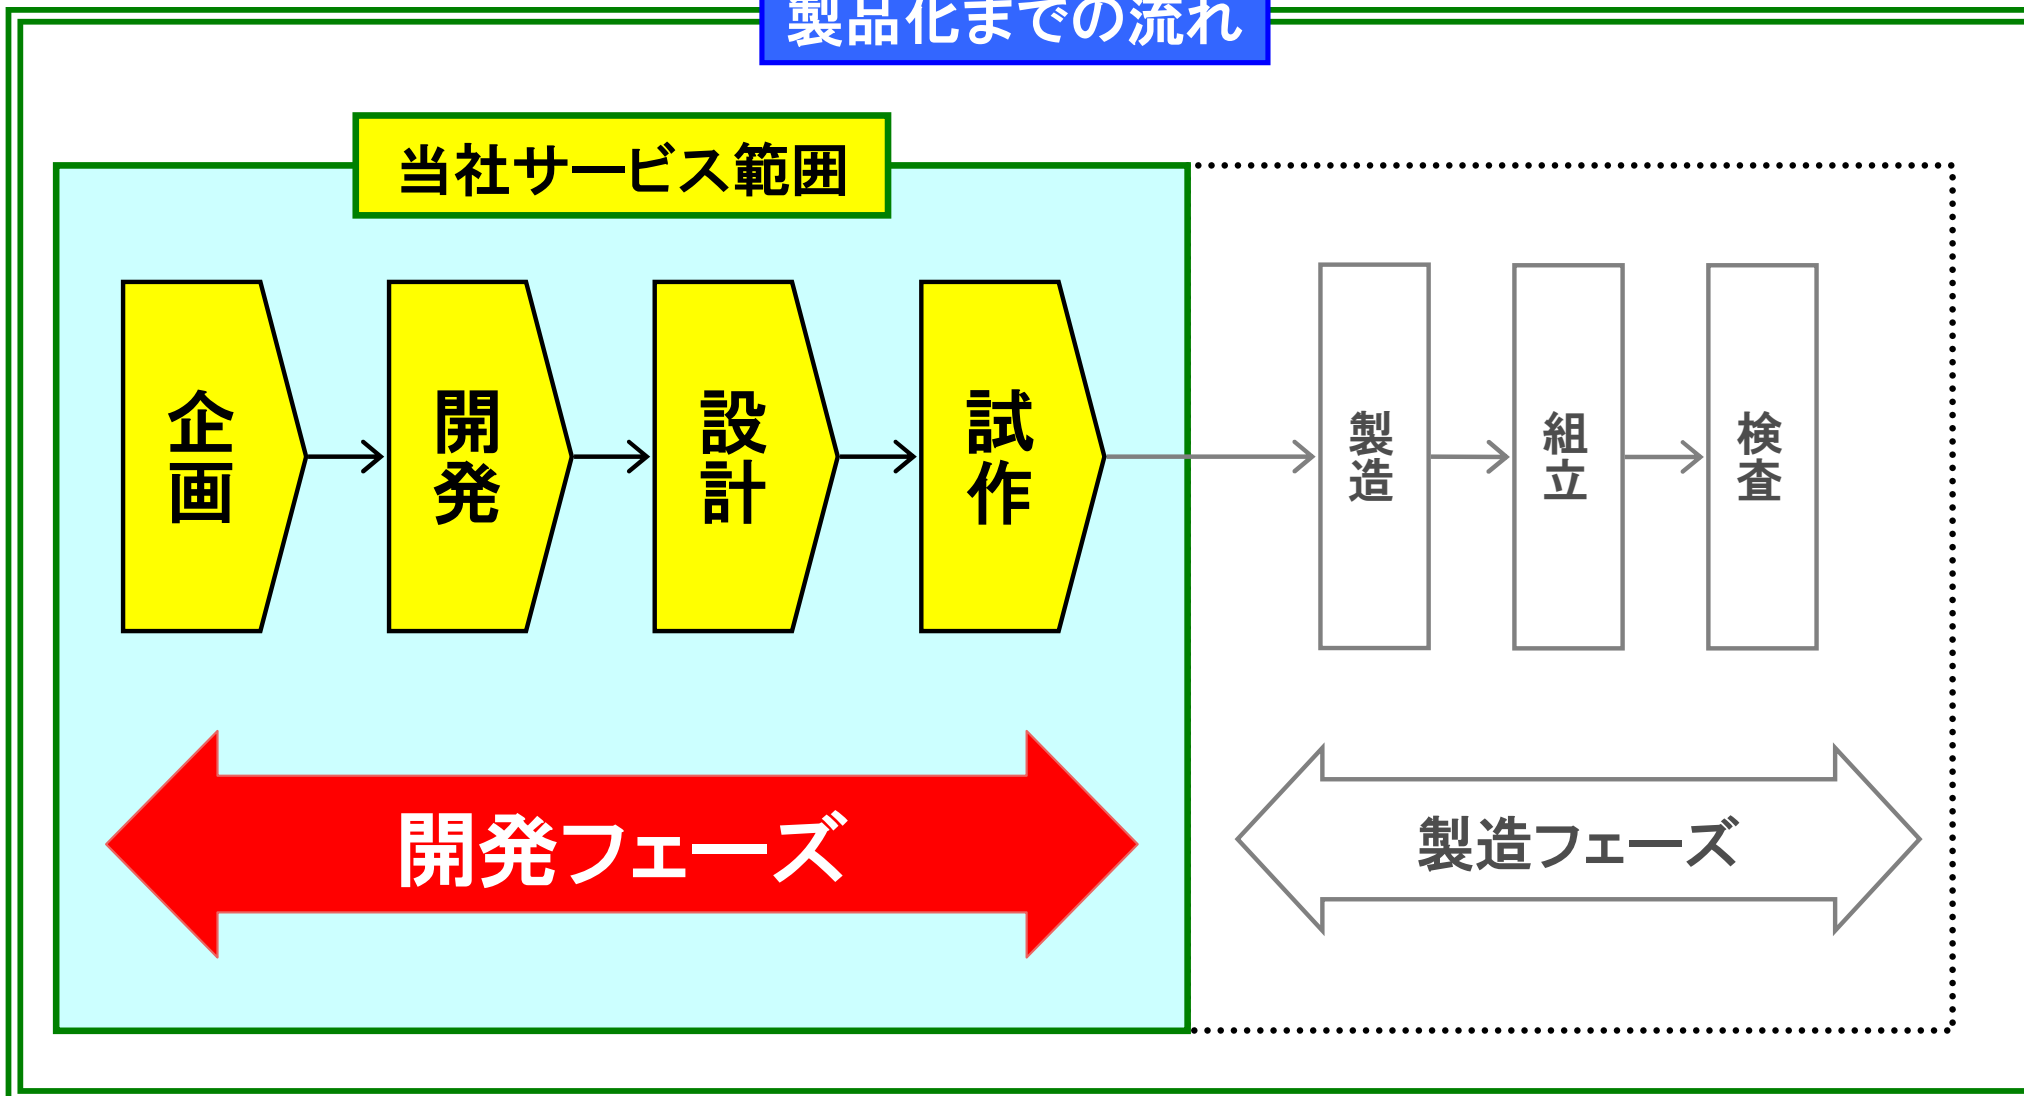 製品化までの流れ
当社サービス範囲
企画
開発
設計
試作
製造
組立
検査
開発フェーズ
製造フェーズ